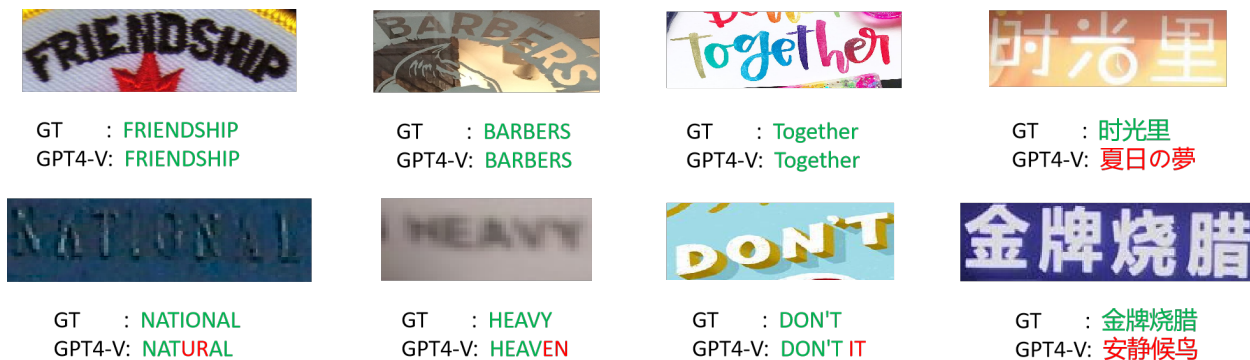 FRIENDSHIP
BARBERS
Better
Together
时光里
GT : FRIENDSHIP
GPT4-V: FRIENDSHIP
GT : BARBERS
GPT4-V: BARBERS
GT : Together
GPT4-V: Together
GT : 时光里
GPT4-V: 夏日の夢
NATIONAL
HEAVY
DON'T
金牌烧腊
GT : NATIONAL
GPT4-V: NATURAL
GT : HEAVY
GPT4-V: HEAVEN
GT : DON'T
GPT4-V: DON'T IT
GT : 金牌烧腊
GPT4-V: 安静候鸟